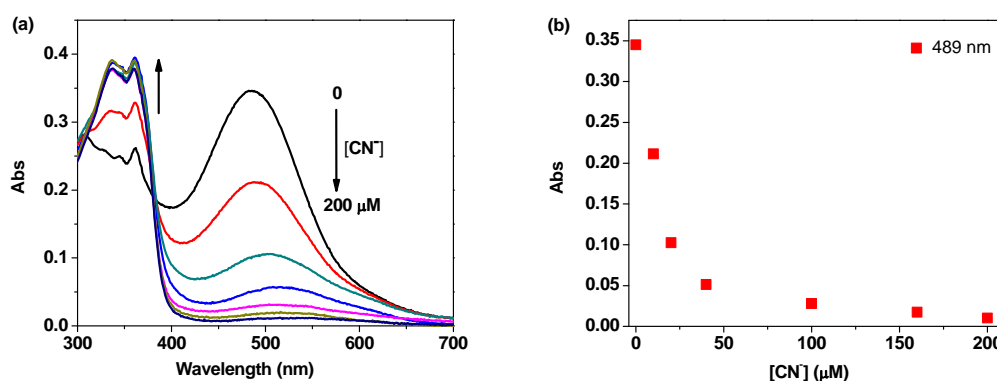 (a)
0.4
0.3
0.2
0.1
0.0
Abs
300 400 500 600 700
Wavelength (nm)
0
[CN⁻]
200 µM
(b)
0.35
0.30
0.25
0.20
0.15
0.10
0.05
0.00
Abs
0 50 100 150 200
[CN⁻] (µM)
489 nm